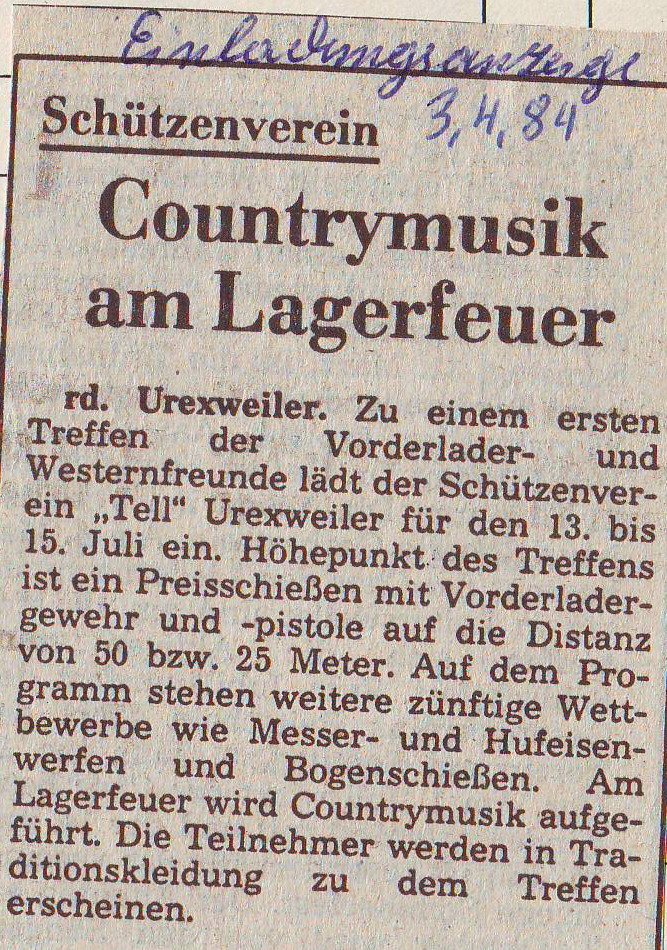 Einladungsanzeige
3,4,84
Schützenverein
Countrymusik
am Lagerfeuer
rd. Urexweiler. Zu einem ersten
Treffen der Vorderlader- und
Westernfreunde lädt der Schützenver-
ein „Tell“ Urexweiler für den 13. bis
15. Juli ein. Höhepunkt des Treffens
ist ein Preisschießen mit Vorderlader-
gewehr und -pistole auf die Distanz
von 50 bzw. 25 Meter. Auf dem Pro-
gramm stehen weitere zünftige Wett-
bewerbe wie Messer- und Hufeisen-
werfen und Bogenschießen. Am
Lagerfeuer wird Countrymusik aufge-
führt. Die Teilnehmer werden in Tra-
ditionskleidung zu dem Treffen
erscheinen.